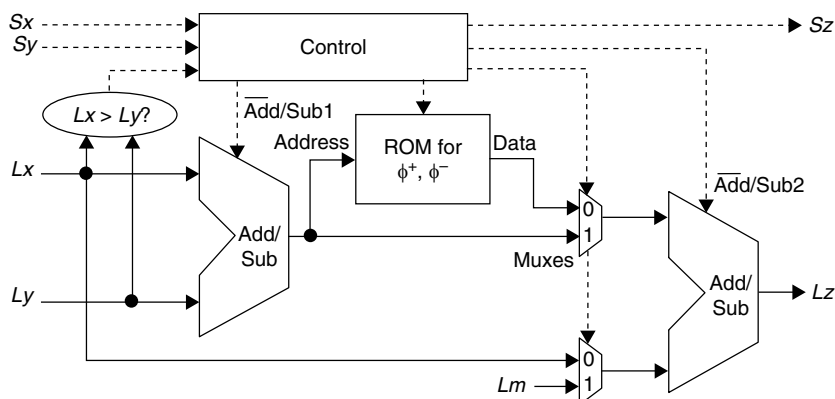 Sx
Sy
Control
Sz
Lx > Ly?
Add/Sub1
Address
ROM for
ϕ+, ϕ−
Data
Lx
Add/Sub2
0
1
Add/
Sub
Muxes
Ly
Add/
Sub
Lz
0
1
Lm